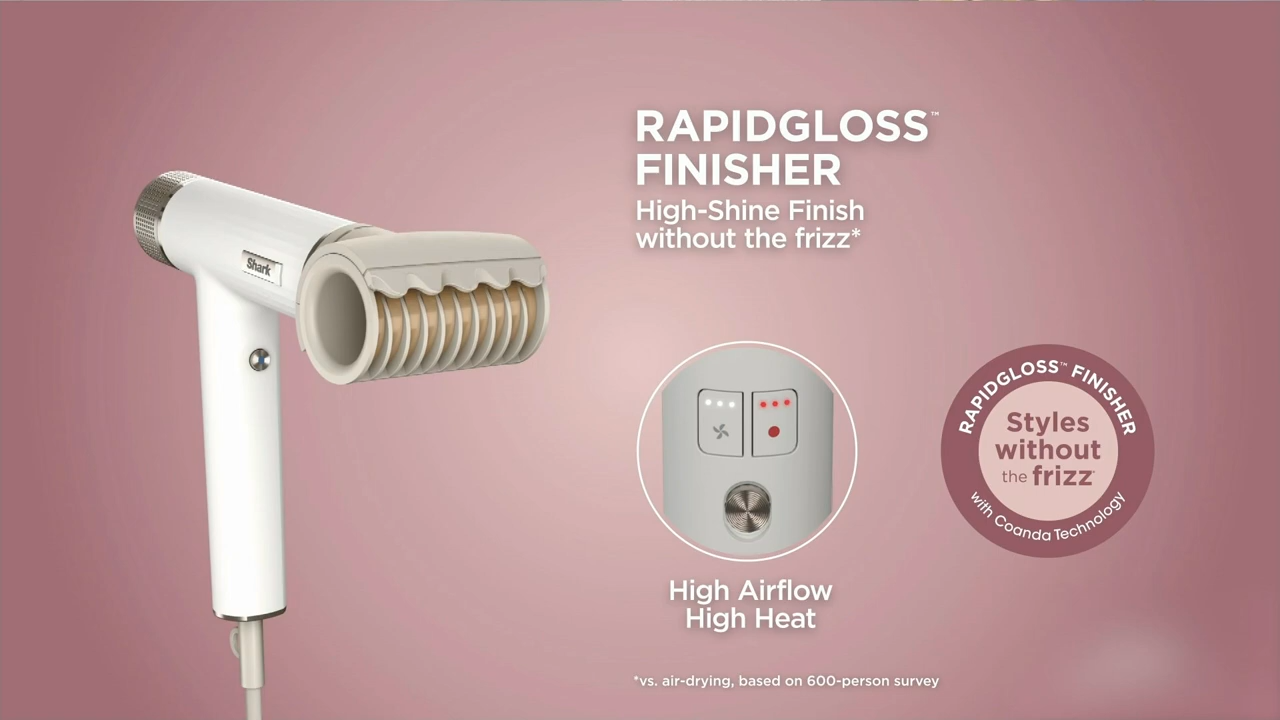 RAPIDGLOSS™
FINISHER
High-Shine Finish
without the frizz*
Shark
RAPIDGLOSS™ FINISHER
Styles
without
the frizz
with Coanda Technology
High Airflow
High Heat
*vs. air-drying, based on 600-person survey